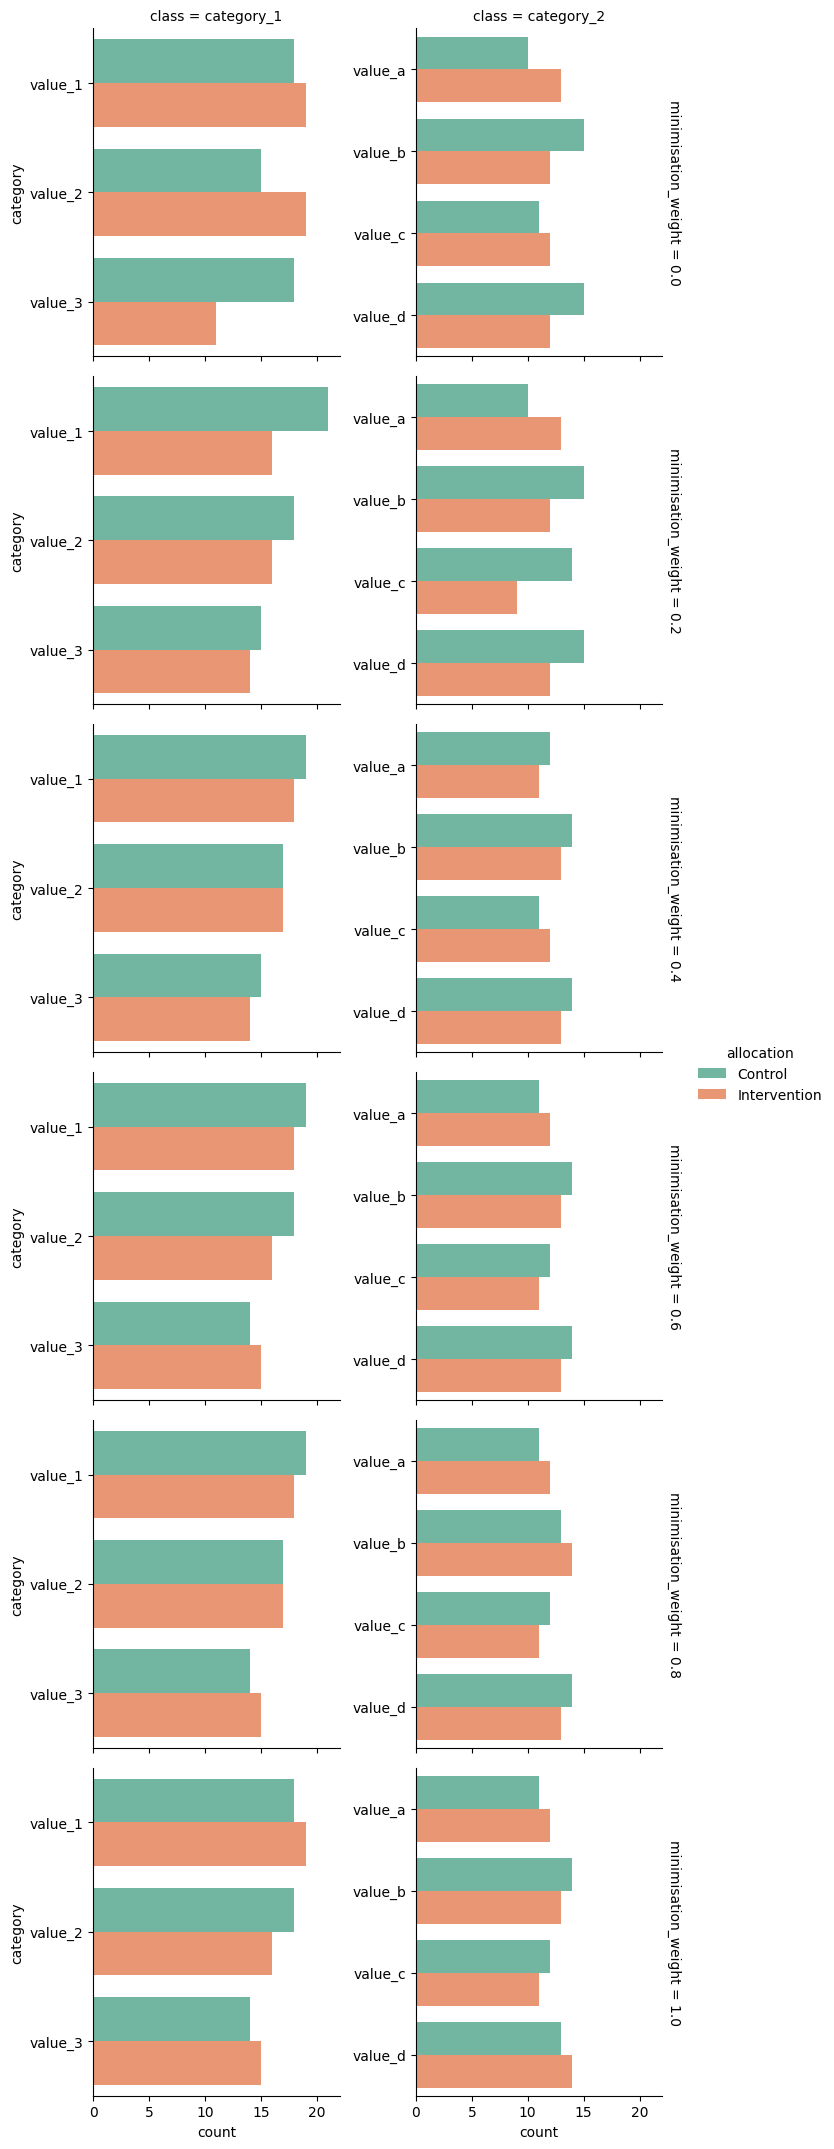 class = category_1
class = category_2
category
value_1
value_2
value_3
value_a
value_b
value_c
value_d
minimisation_weight = 0.0
category
value_1
value_2
value_3
value_a
value_b
value_c
value_d
minimisation_weight = 0.2
category
value_1
value_2
value_3
value_a
value_b
value_c
value_d
minimisation_weight = 0.4
allocation
Control
Intervention
category
value_1
value_2
value_3
value_a
value_b
value_c
value_d
minimisation_weight = 0.6
category
value_1
value_2
value_3
value_a
value_b
value_c
value_d
minimisation_weight = 0.8
category
value_1
value_2
value_3
value_a
value_b
value_c
value_d
minimisation_weight = 1.0
0 5 10 15 20
count
0 5 10 15 20
count